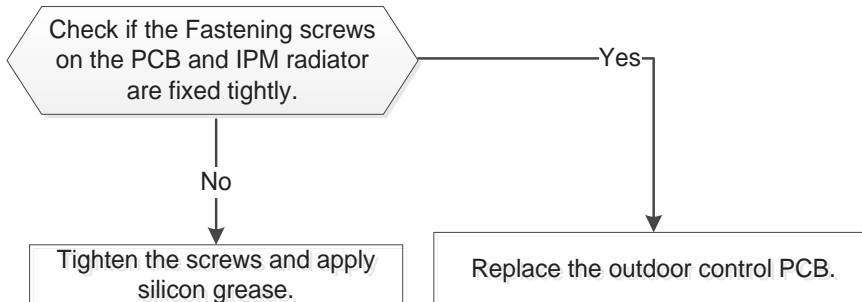 Check if the Fastening screws
on the PCB and IPM radiator
are fixed tightly.
Yes
No
Tighten the screws and apply
silicon grease.
Replace the outdoor control PCB.